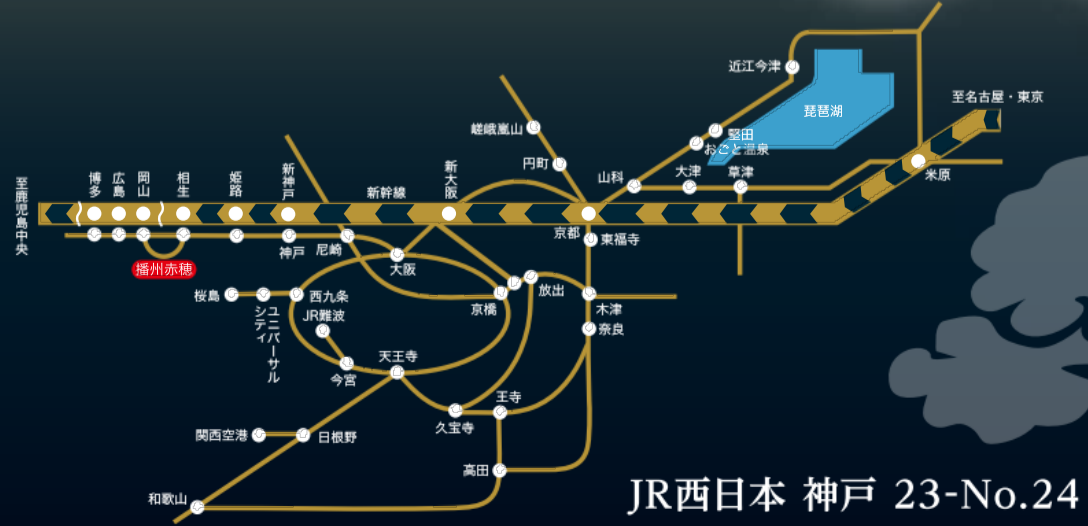 近江今津
至名古屋・東京
琵琶湖
嵯峨嵐山
堅田
おごと温泉
円町
山科
大津
草津
米原
至鹿児島中央
博多
広島
岡山
相生
姫路
新神戸
新幹線
新大阪
京都
東福寺
神戸
尼崎
大阪
播州赤穂
桜島
ユニバーサル
シティ
西九条
JR難波
京橋
放出
木津
奈良
今宮
天王寺
久宝寺
王寺
関西空港
日根野
高田
和歌山
JR西日本 神戸 23-No.24